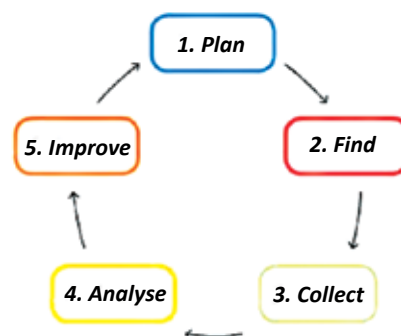 1. Plan
2. Find
3. Collect
4. Analyse
5. Improve